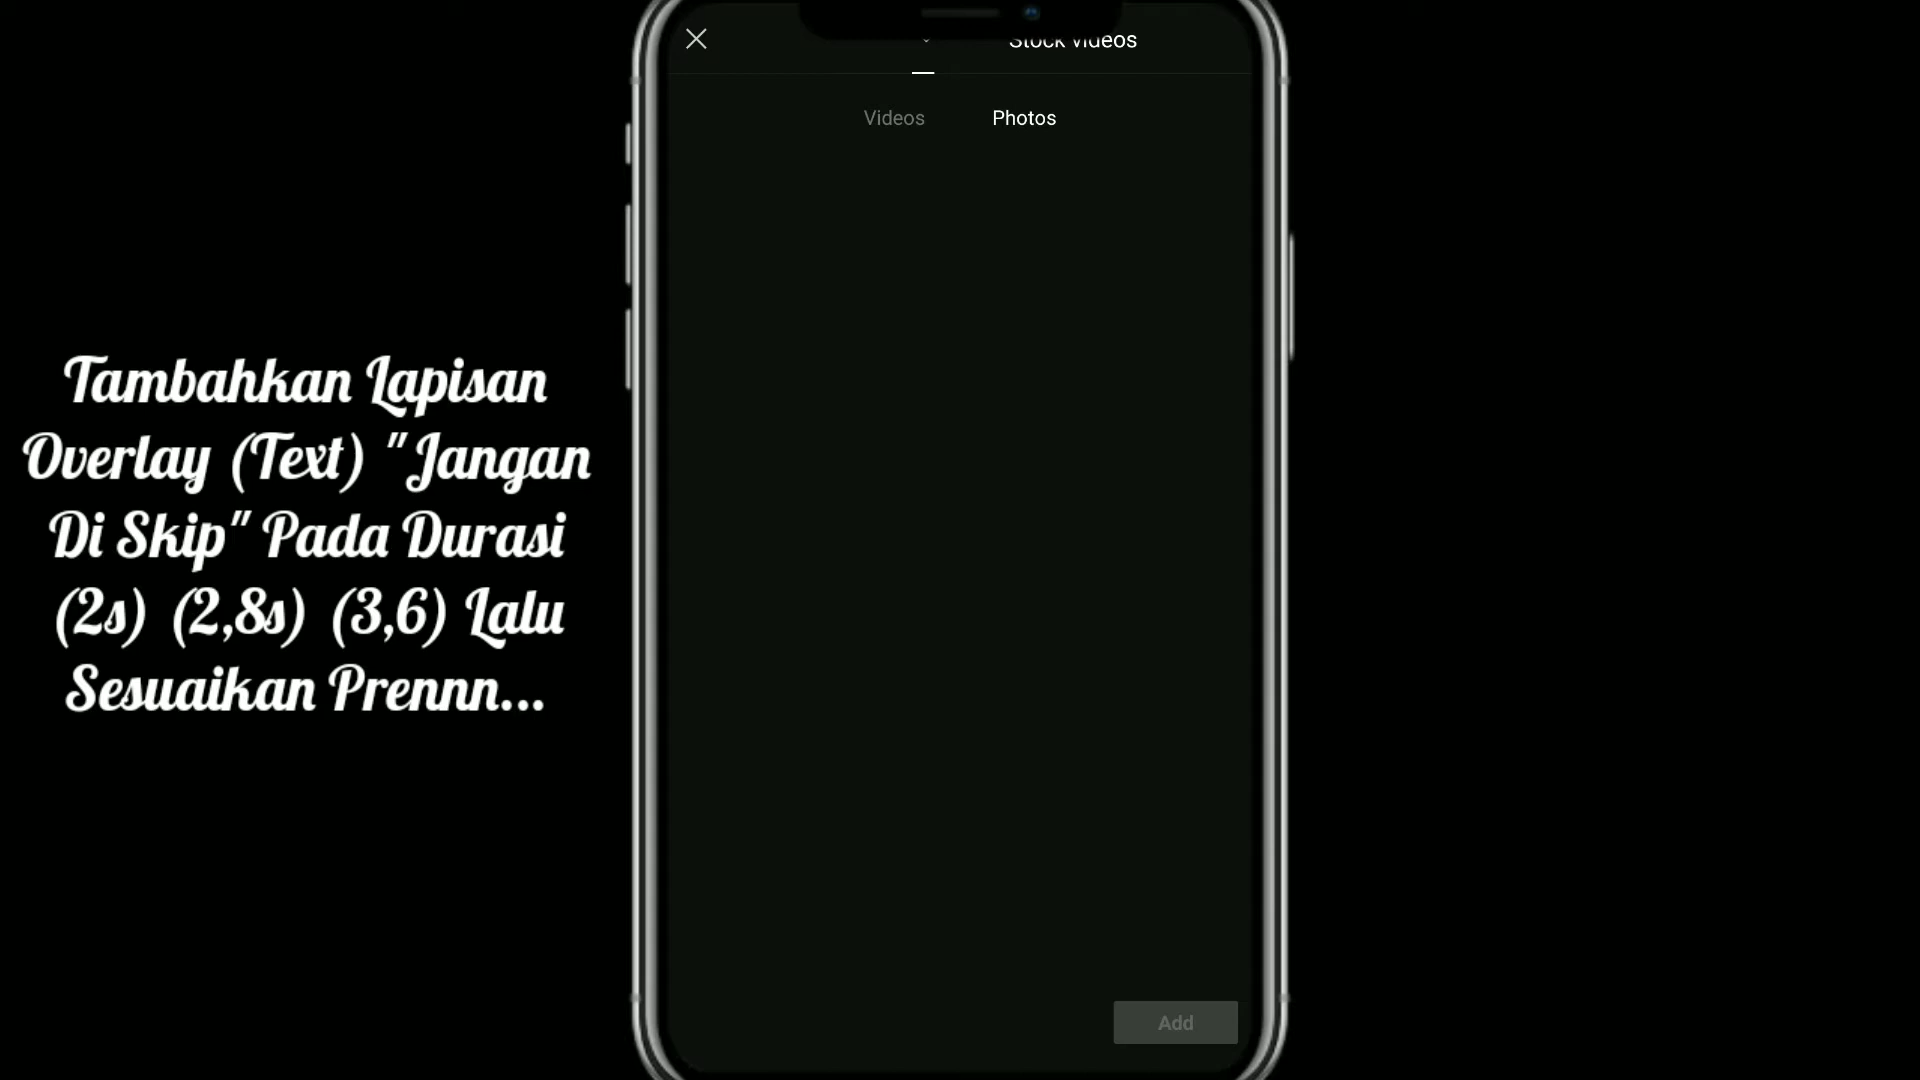 Stock Videos
Videos
Photos
Tambahkan Lapisan
Overlay (Text) "Jangan
Di Skip" Pada Durasi
(2s) (2,8s) (3,6) Lalu
Sesuaikan Prennn...
Add